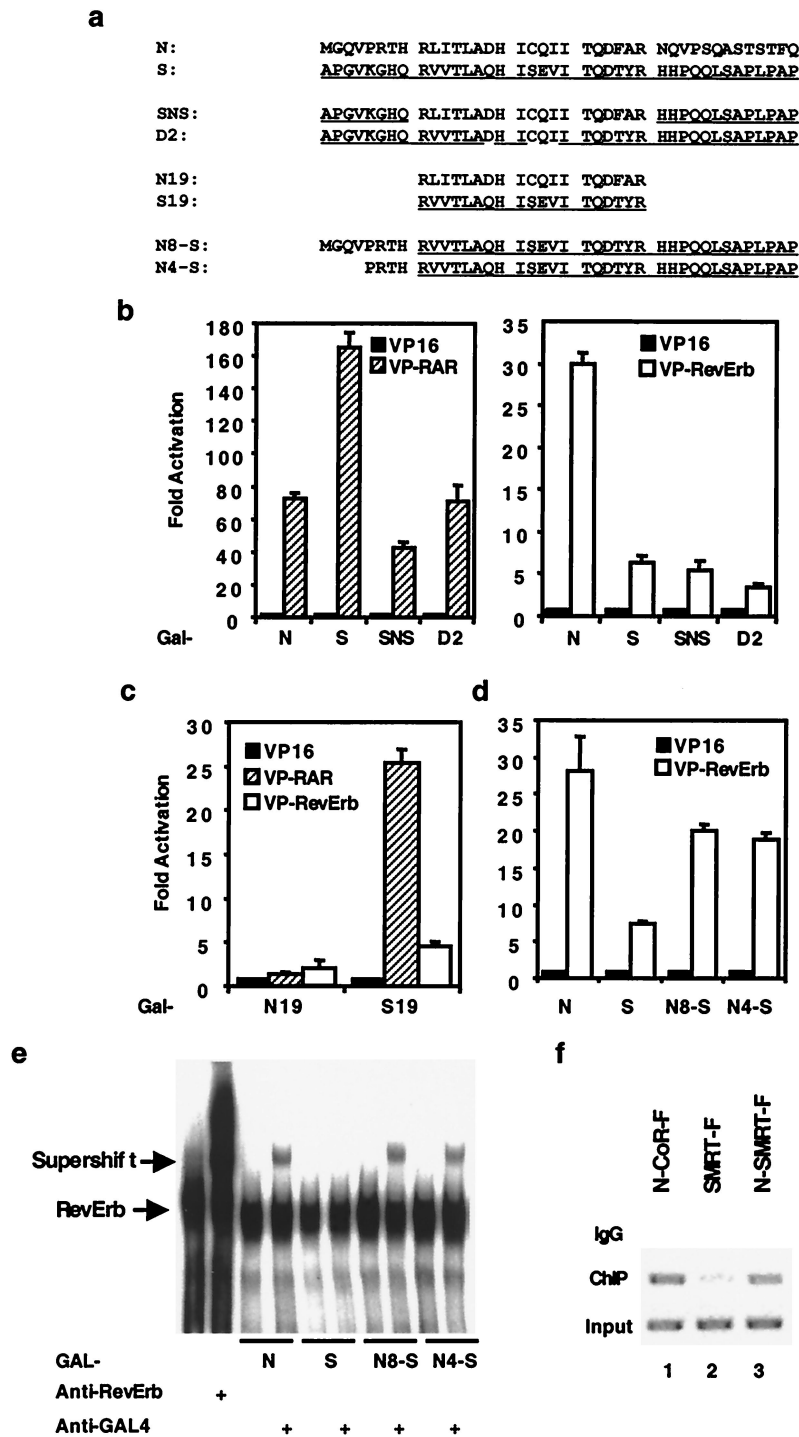 a
N: MGQVPRTH RLITLADH ICQII TQDFAR NQVPSQASTSTFQ
S: APGVKGHQ RVVTLAQH ISEVI TQDTYR HHPQQLSAPLPAP
SNS: APGVKGHQ RLITLADH ICQII TQDFAR HHPQQLSAPLPAP
D2: APGVKGHQ RVVTLADH ICQII TQDTYR HHPQQLSAPLPAP
N19: RLITLADH ICQII TQDFAR
S19: RVVTLAQH ISEVI TQDTYR
N8-S: MGQVPRTH RVVTLAQH ISEVI TQDTYR HHPQQLSAPLPAP
N4-S: PRTH RVVTLAQH ISEVI TQDTYR HHPQQLSAPLPAP
b
Fold Activation
180
160
140
120
100
80
60
40
20
0
VP16
VP-RAR
Gal- N S SNS D2
35
30
25
20
15
10
5
0
VP16
VP-RevErb
N S SNS D2
c
Fold Activation
30
25
20
15
10
5
0
VP16
VP-RAR
VP-RevErb
Gal- N19 S19
d
35
30
25
20
15
10
5
0
VP16
VP-RevErb
N S N8-S N4-S
e
Supershift
RevErb
GAL- N S N8-S N4-S
Anti-RevErb +
Anti-GAL4 + + + +
f
N-CoR-F
SMRT-F
N-SMRT-F
IgG
ChIP
Input
1 2 3